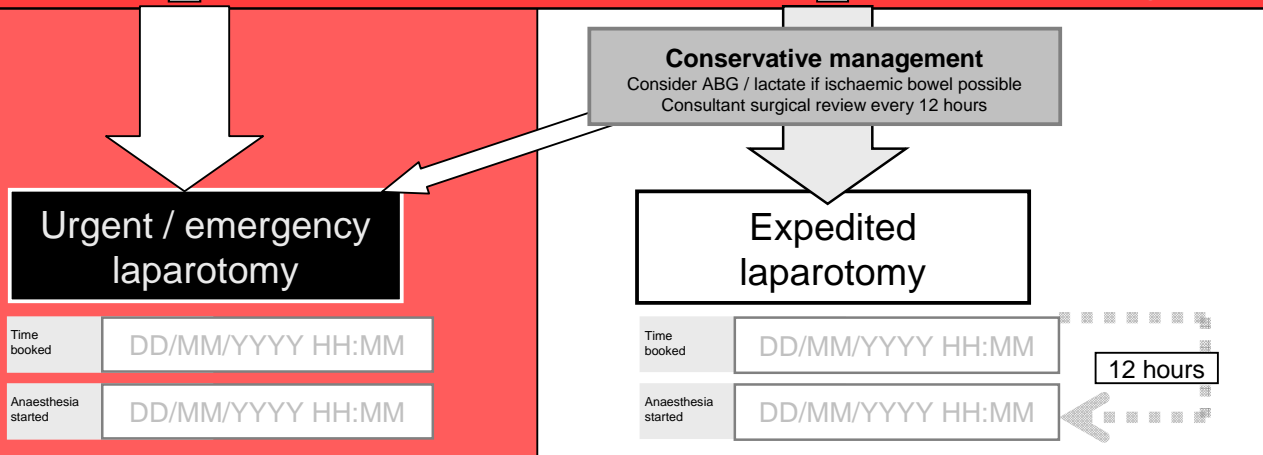 Conservative management
Consider ABG / lactate if ischaemic bowel possible
Consultant surgical review every 12 hours
Urgent / emergency
laparotomy
Expedited
laparotomy
Time
booked
DD/MM/YYYY HH:MM
Time
booked
DD/MM/YYYY HH:MM
12 hours
Anaesthesia
started
DD/MM/YYYY HH:MM
Anaesthesia
started
DD/MM/YYYY HH:MM